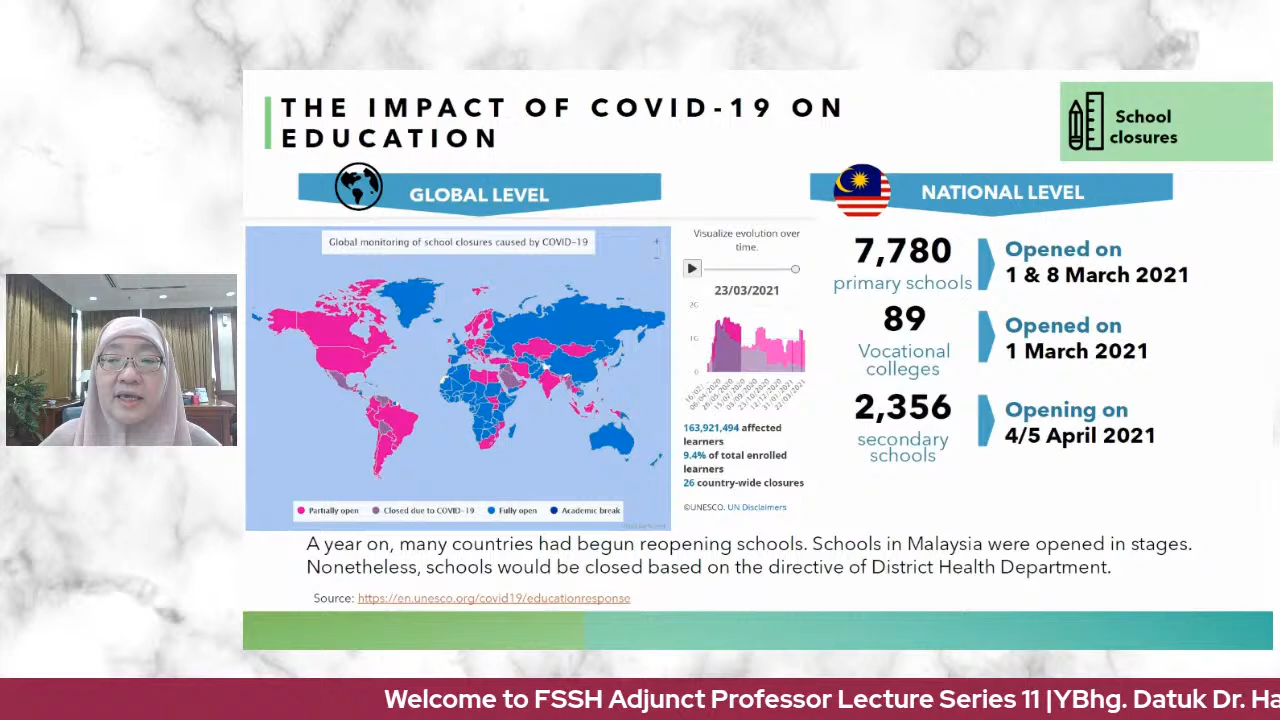 THE IMPACT OF COVID-19 ON
EDUCATION
School
closures
GLOBAL LEVEL
NATIONAL LEVEL
Global monitoring of school closures caused by COVID-19
+
Visualize evolution over
time.
23/03/2021
Partially open
Closed due to COVID-19
Fully open
Academic break
163,921,494 affected
learners
9.4% of total enrolled
learners
26 country-wide closures
©UNESCO. UN Disclaimers
7,780
primary schools
Opened on
1 & 8 March 2021
89
Vocational
colleges
Opened on
1 March 2021
2,356
secondary
schools
Opening on
4/5 April 2021
A year on, many countries had begun reopening schools. Schools in Malaysia were opened in stages.
Nonetheless, schools would be closed based on the directive of District Health Department.
Source: https://en.unesco.org/covid19/educationresponse
Welcome to FSSH Adjunct Professor Lecture Series 11 |YBhg. Datuk Dr. Ha